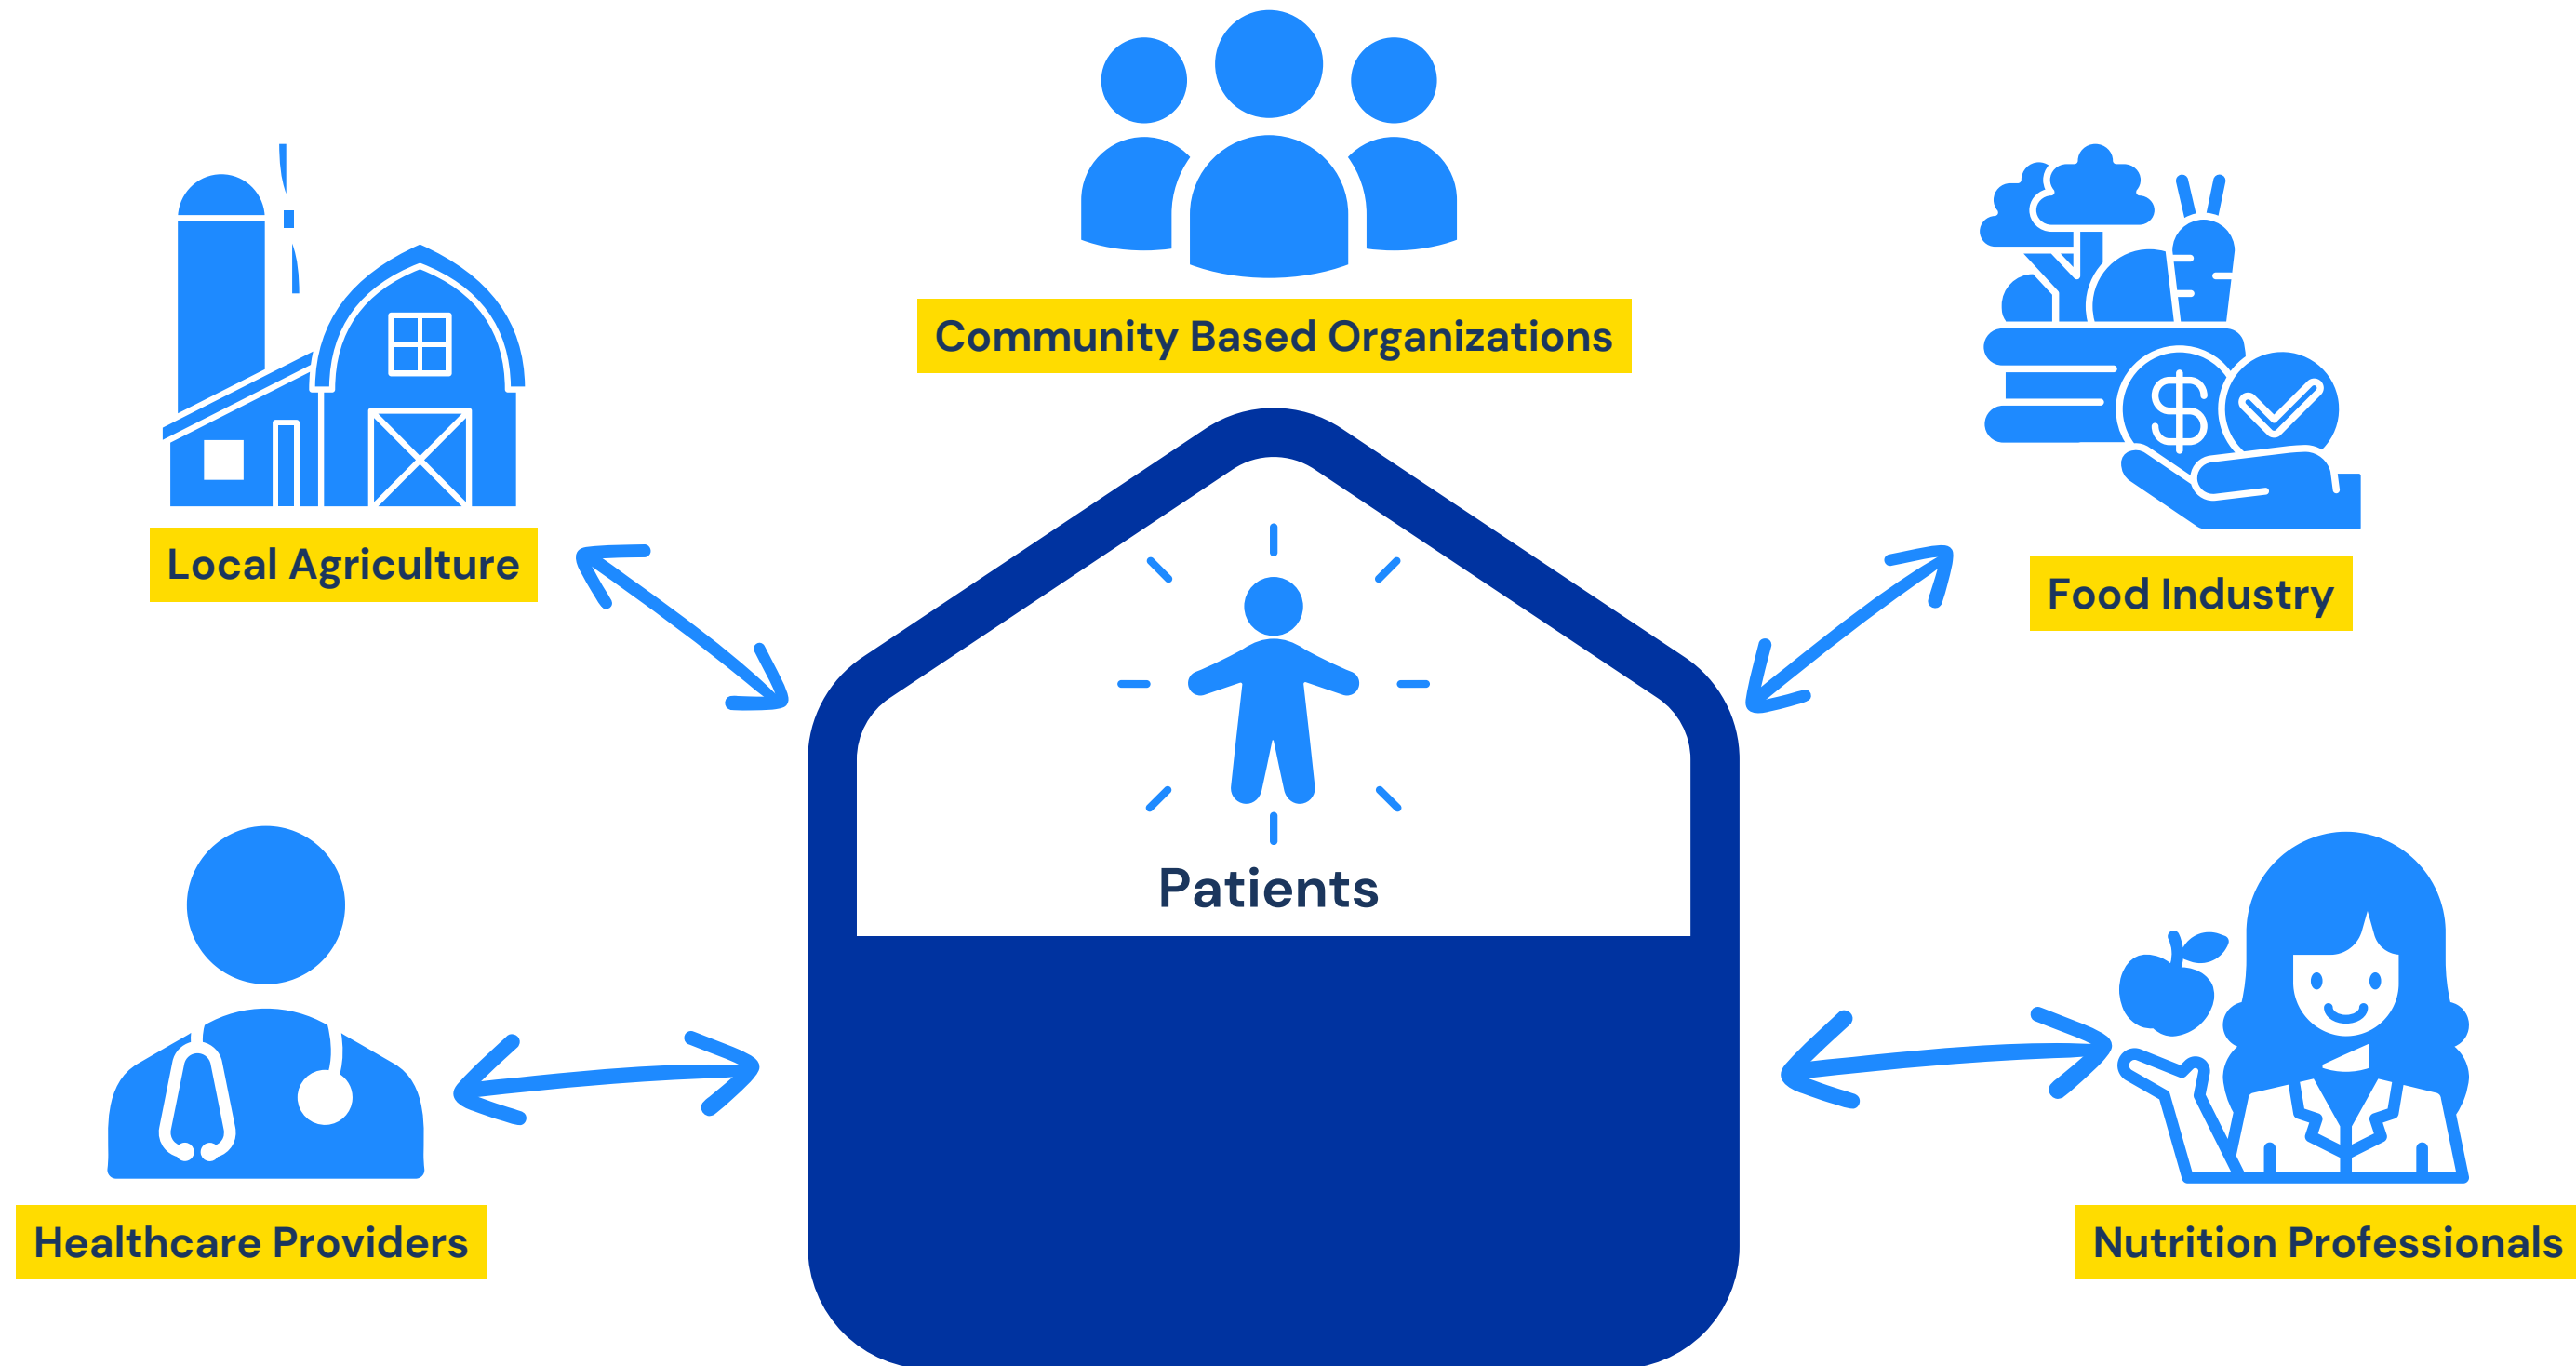 Community Based Organizations
Local Agriculture
Food Industry
$
Patients
Healthcare Providers
Nutrition Professionals